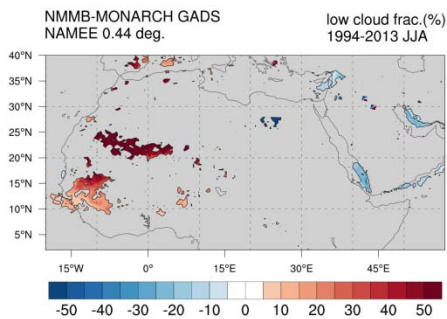 NMMB-MONARCH GADS
NAMEE 0.44 deg.
low cloud frac.(%)
1994-2013 JJA
40°N
35°N
30°N
25°N
20°N
15°N
10°N
5°N
15°W 0° 15°E 30°E 45°E
-50 -40 -30 -20 -10 0 10 20 30 40 50